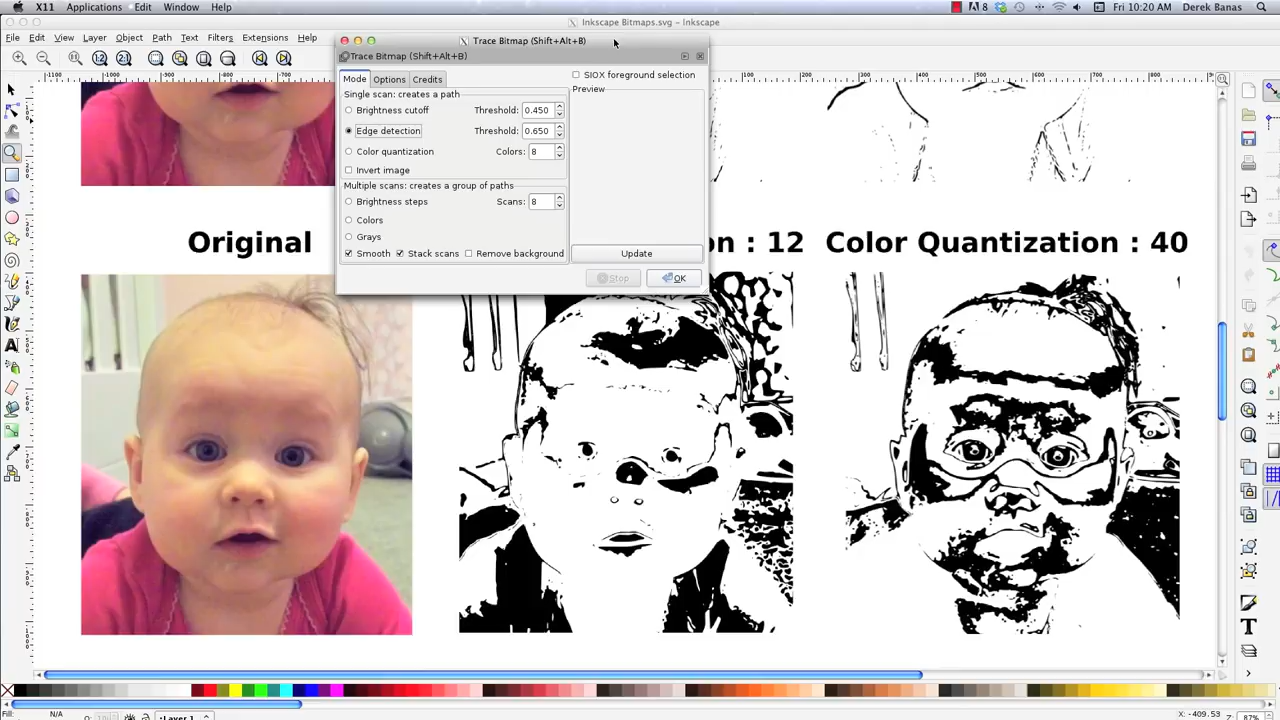 X11 Applications Edit Window Help 8 Fri 10:20 AM Derek Banas
Inkscape Bitmaps.svg - Inkscape
File Edit View Layer Object Path Text Filters Extensions Help
Trace Bitmap (Shift+Alt+B)
Trace Bitmap (Shift+Alt+B)
Mode Options Credits
SIOX foreground selection
Single scan: creates a path
Preview
Brightness cutoff Threshold: 0.450
Edge detection Threshold: 0.650
Color quantization Colors: 8
Invert image
Multiple scans: creates a group of paths
Brightness steps Scans: 8
Colors
Grays
Smooth Stack scans Remove background
Update
Stop OK
Original n : 12 Color Quantization : 40
Fill: N/A
Layer 1
X: -409.53
Z: 87%